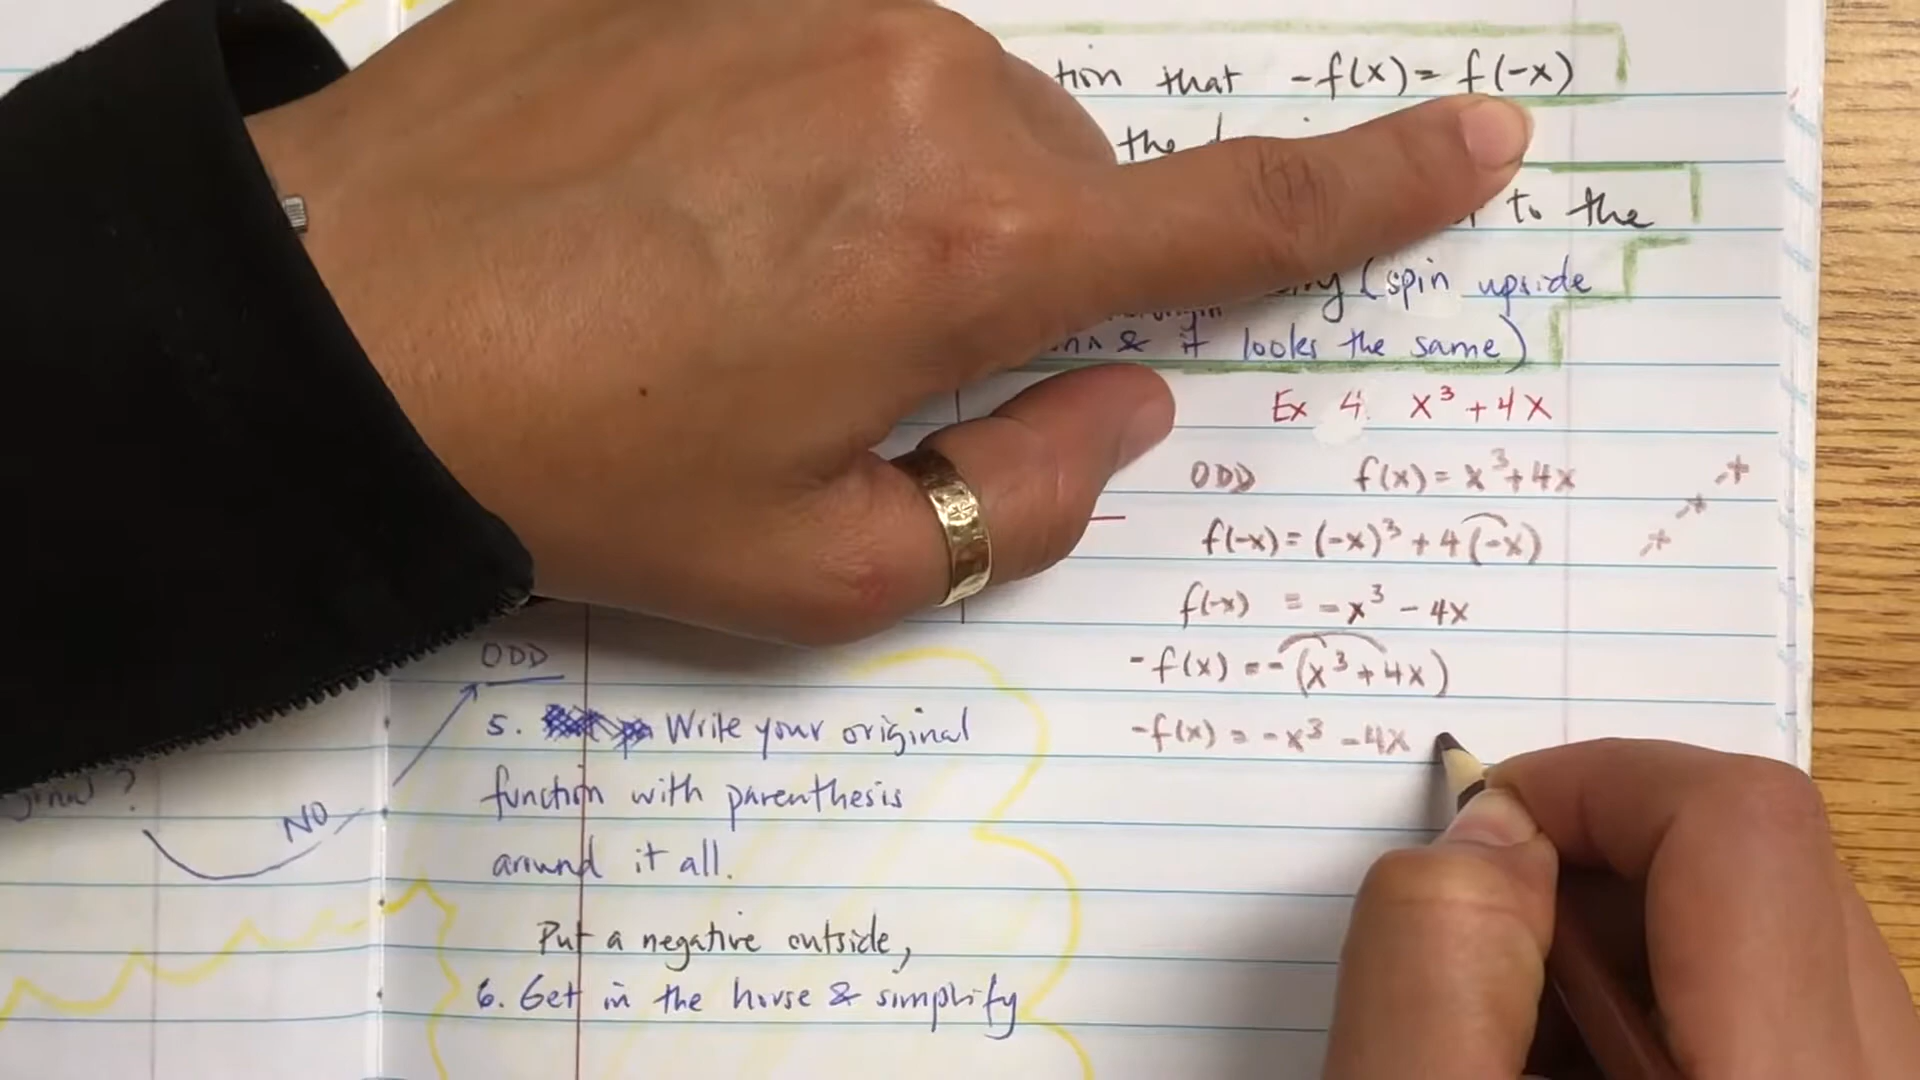 that -f(x) = f(-x)
the
to the
(spin upside
& it looks the same)
Ex 4. x³ + 4x
ODD f(x) = x³ + 4x
f(-x) = (-x)³ + 4(-x)
f(-x) = -x³ - 4x
-f(x) = -(x³ + 4x)
-f(x) = -x³ - 4x
ODD
5. Write your original
function with parenthesis
around it all.
Put a negative outside,
6. Get in the horse & simplify
NO